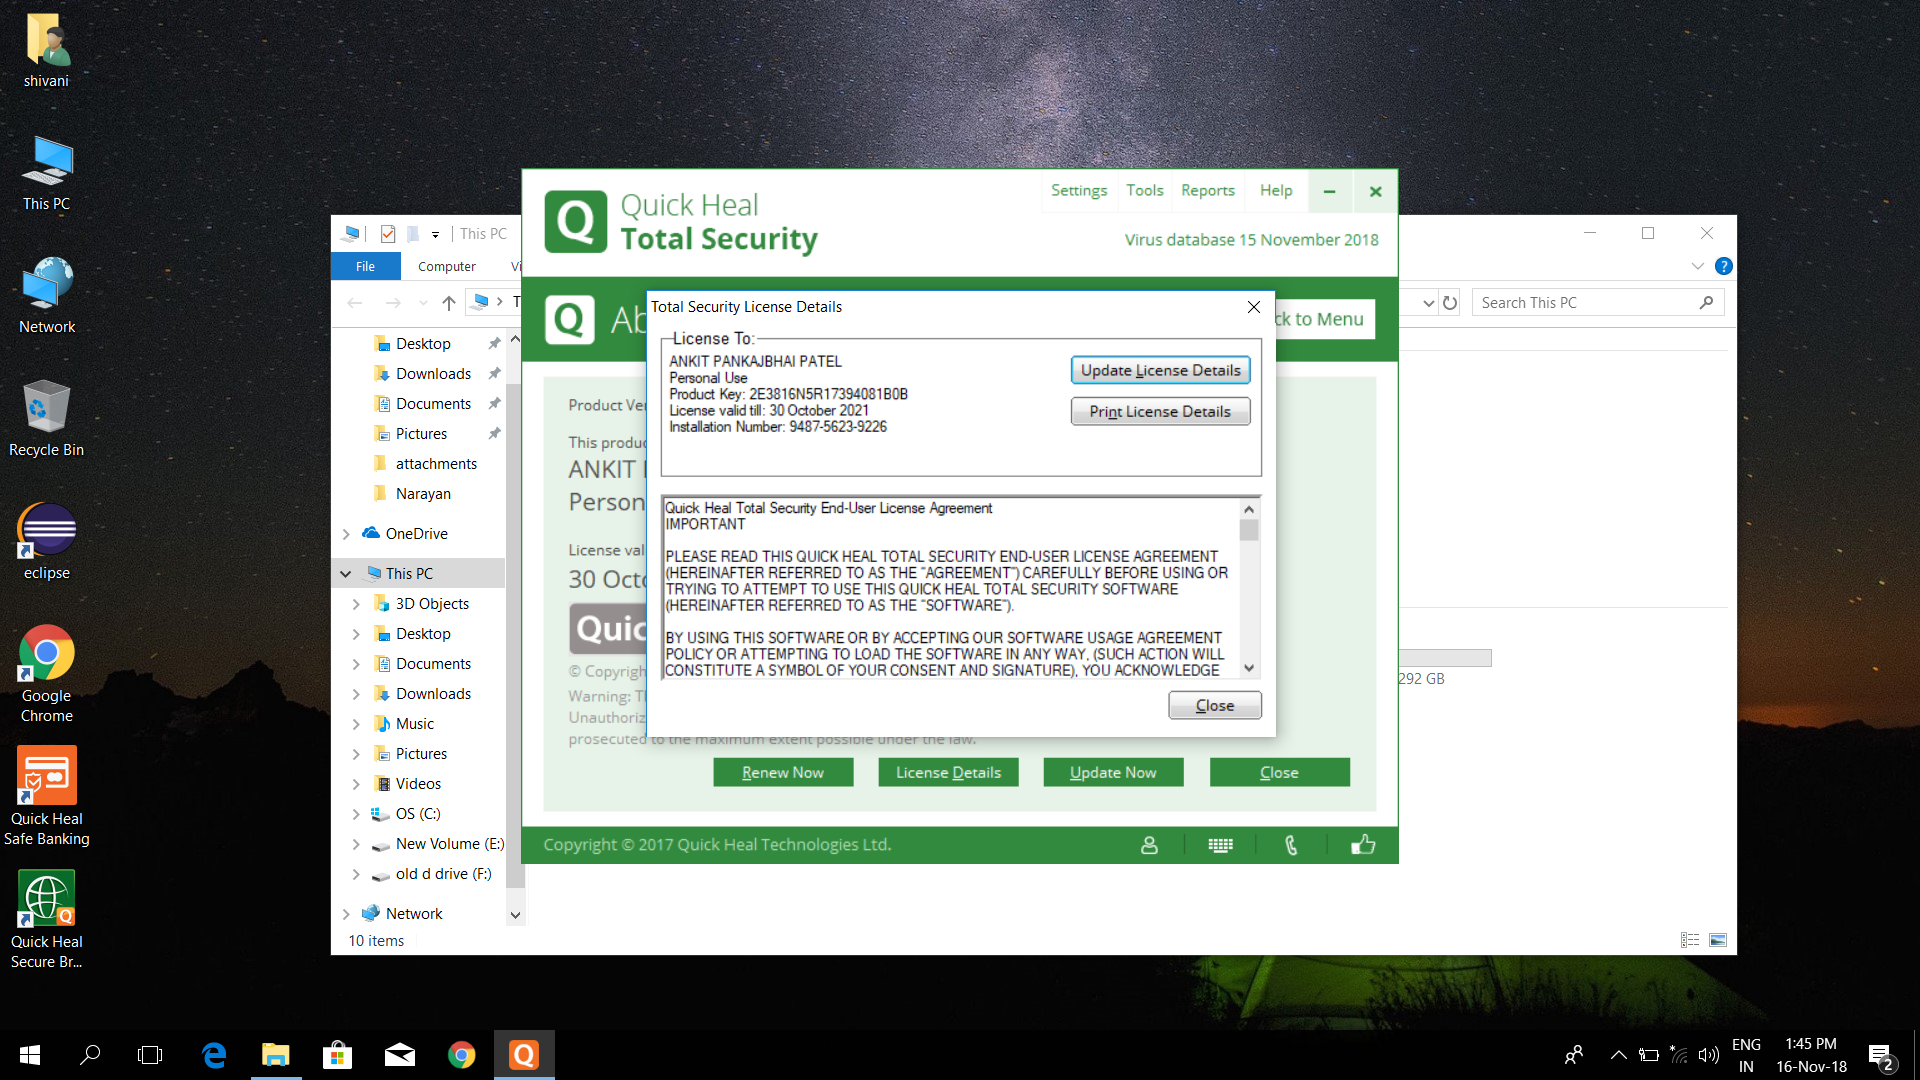 shivani
This PC
Network
Recycle Bin
eclipse
Google
Chrome
Quick Heal
Safe Banking
Quick Heal
Secure Br...
This PC
File
Computer
Search This PC
Desktop
Downloads
Documents
Pictures
attachments
Narayan
OneDrive
This PC
3D Objects
Desktop
Documents
Downloads
Music
Pictures
Videos
OS (C:)
New Volume (E:)
old d drive (F:)
Network
10 items
292 GB
Quick Heal
Total Security
Settings
Tools
Reports
Help
Virus database 15 November 2018
Ab
ck to Menu
Product Ver
This produ
ANKIT
Person
License val
30 Octo
Quic
© Copyrigh
Warning: T
Unauthoriz
prosecuted to the maximum extent possible under the law.
Renew Now
License Details
Update Now
Close
Copyright © 2017 Quick Heal Technologies Ltd.
Total Security License Details
License To:
ANKIT PANKAJBHAI PATEL
Personal Use
Product Key: 2E3816N5R17394081B0B
License valid till: 30 October 2021
Installation Number: 9487-5623-9226
Update License Details
Print License Details
Quick Heal Total Security End-User License Agreement
IMPORTANT
PLEASE READ THIS QUICK HEAL TOTAL SECURITY END-USER LICENSE AGREEMENT
(HEREINAFTER REFERRED TO AS THE "AGREEMENT") CAREFULLY BEFORE USING OR
TRYING TO ATTEMPT TO USE THIS QUICK HEAL TOTAL SECURITY SOFTWARE
(HEREINAFTER REFERRED TO AS THE "SOFTWARE").
BY USING THIS SOFTWARE OR BY ACCEPTING OUR SOFTWARE USAGE AGREEMENT
POLICY OR ATTEMPTING TO LOAD THE SOFTWARE IN ANY WAY, (SUCH ACTION WILL
CONSTITUTE A SYMBOL OF YOUR CONSENT AND SIGNATURE), YOU ACKNOWLEDGE
Close
ENG
IN
1:45 PM
16-Nov-18
2